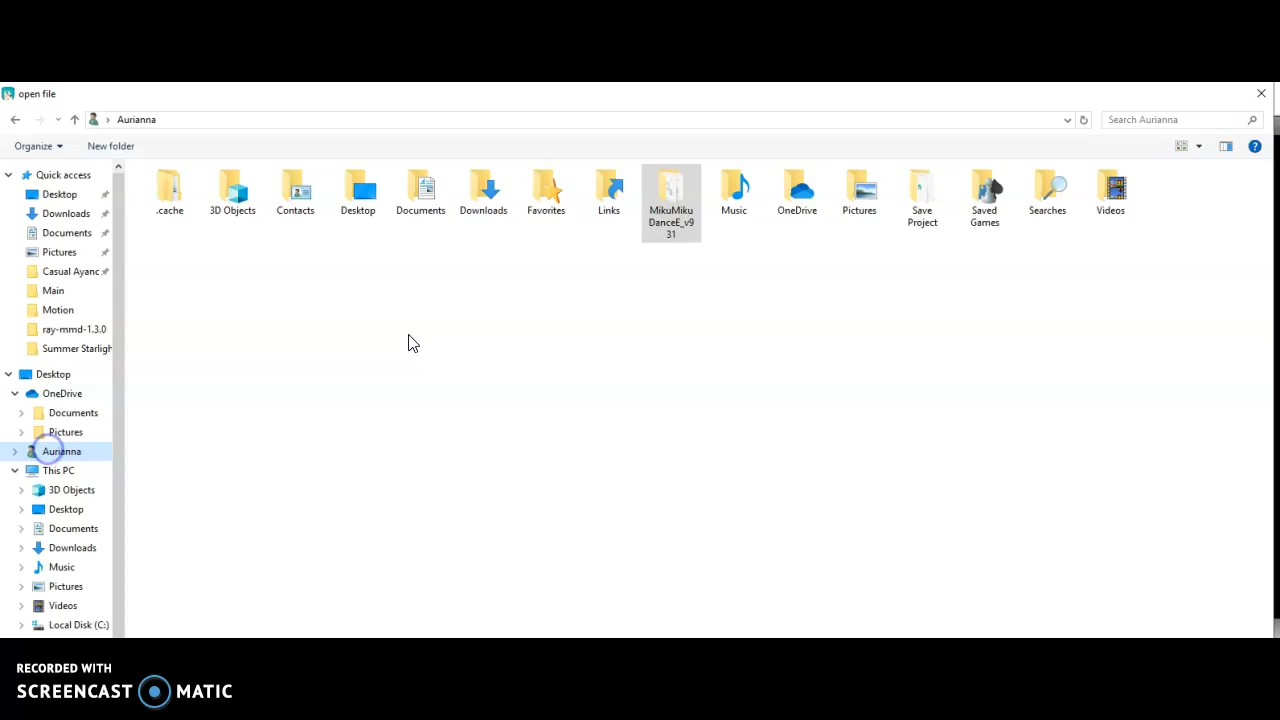 open file
Aurianna
Search Aurianna
Organize
New folder
.cache
3D Objects
Contacts
Desktop
Documents
Downloads
Favorites
Links
MikuMiku
DanceE_v9
31
Music
OneDrive
Pictures
Save
Project
Saved
Games
Searches
Videos
Quick access
Desktop
Downloads
Documents
Pictures
Casual Ayanc
Main
Motion
ray-mmd-1.3.0
Summer Starligh
Desktop
OneDrive
Documents
Pictures
Aurianna
This PC
3D Objects
Desktop
Documents
Downloads
Music
Pictures
Videos
Local Disk (C:)
RECORDED WITH
SCREENCAST MATIC